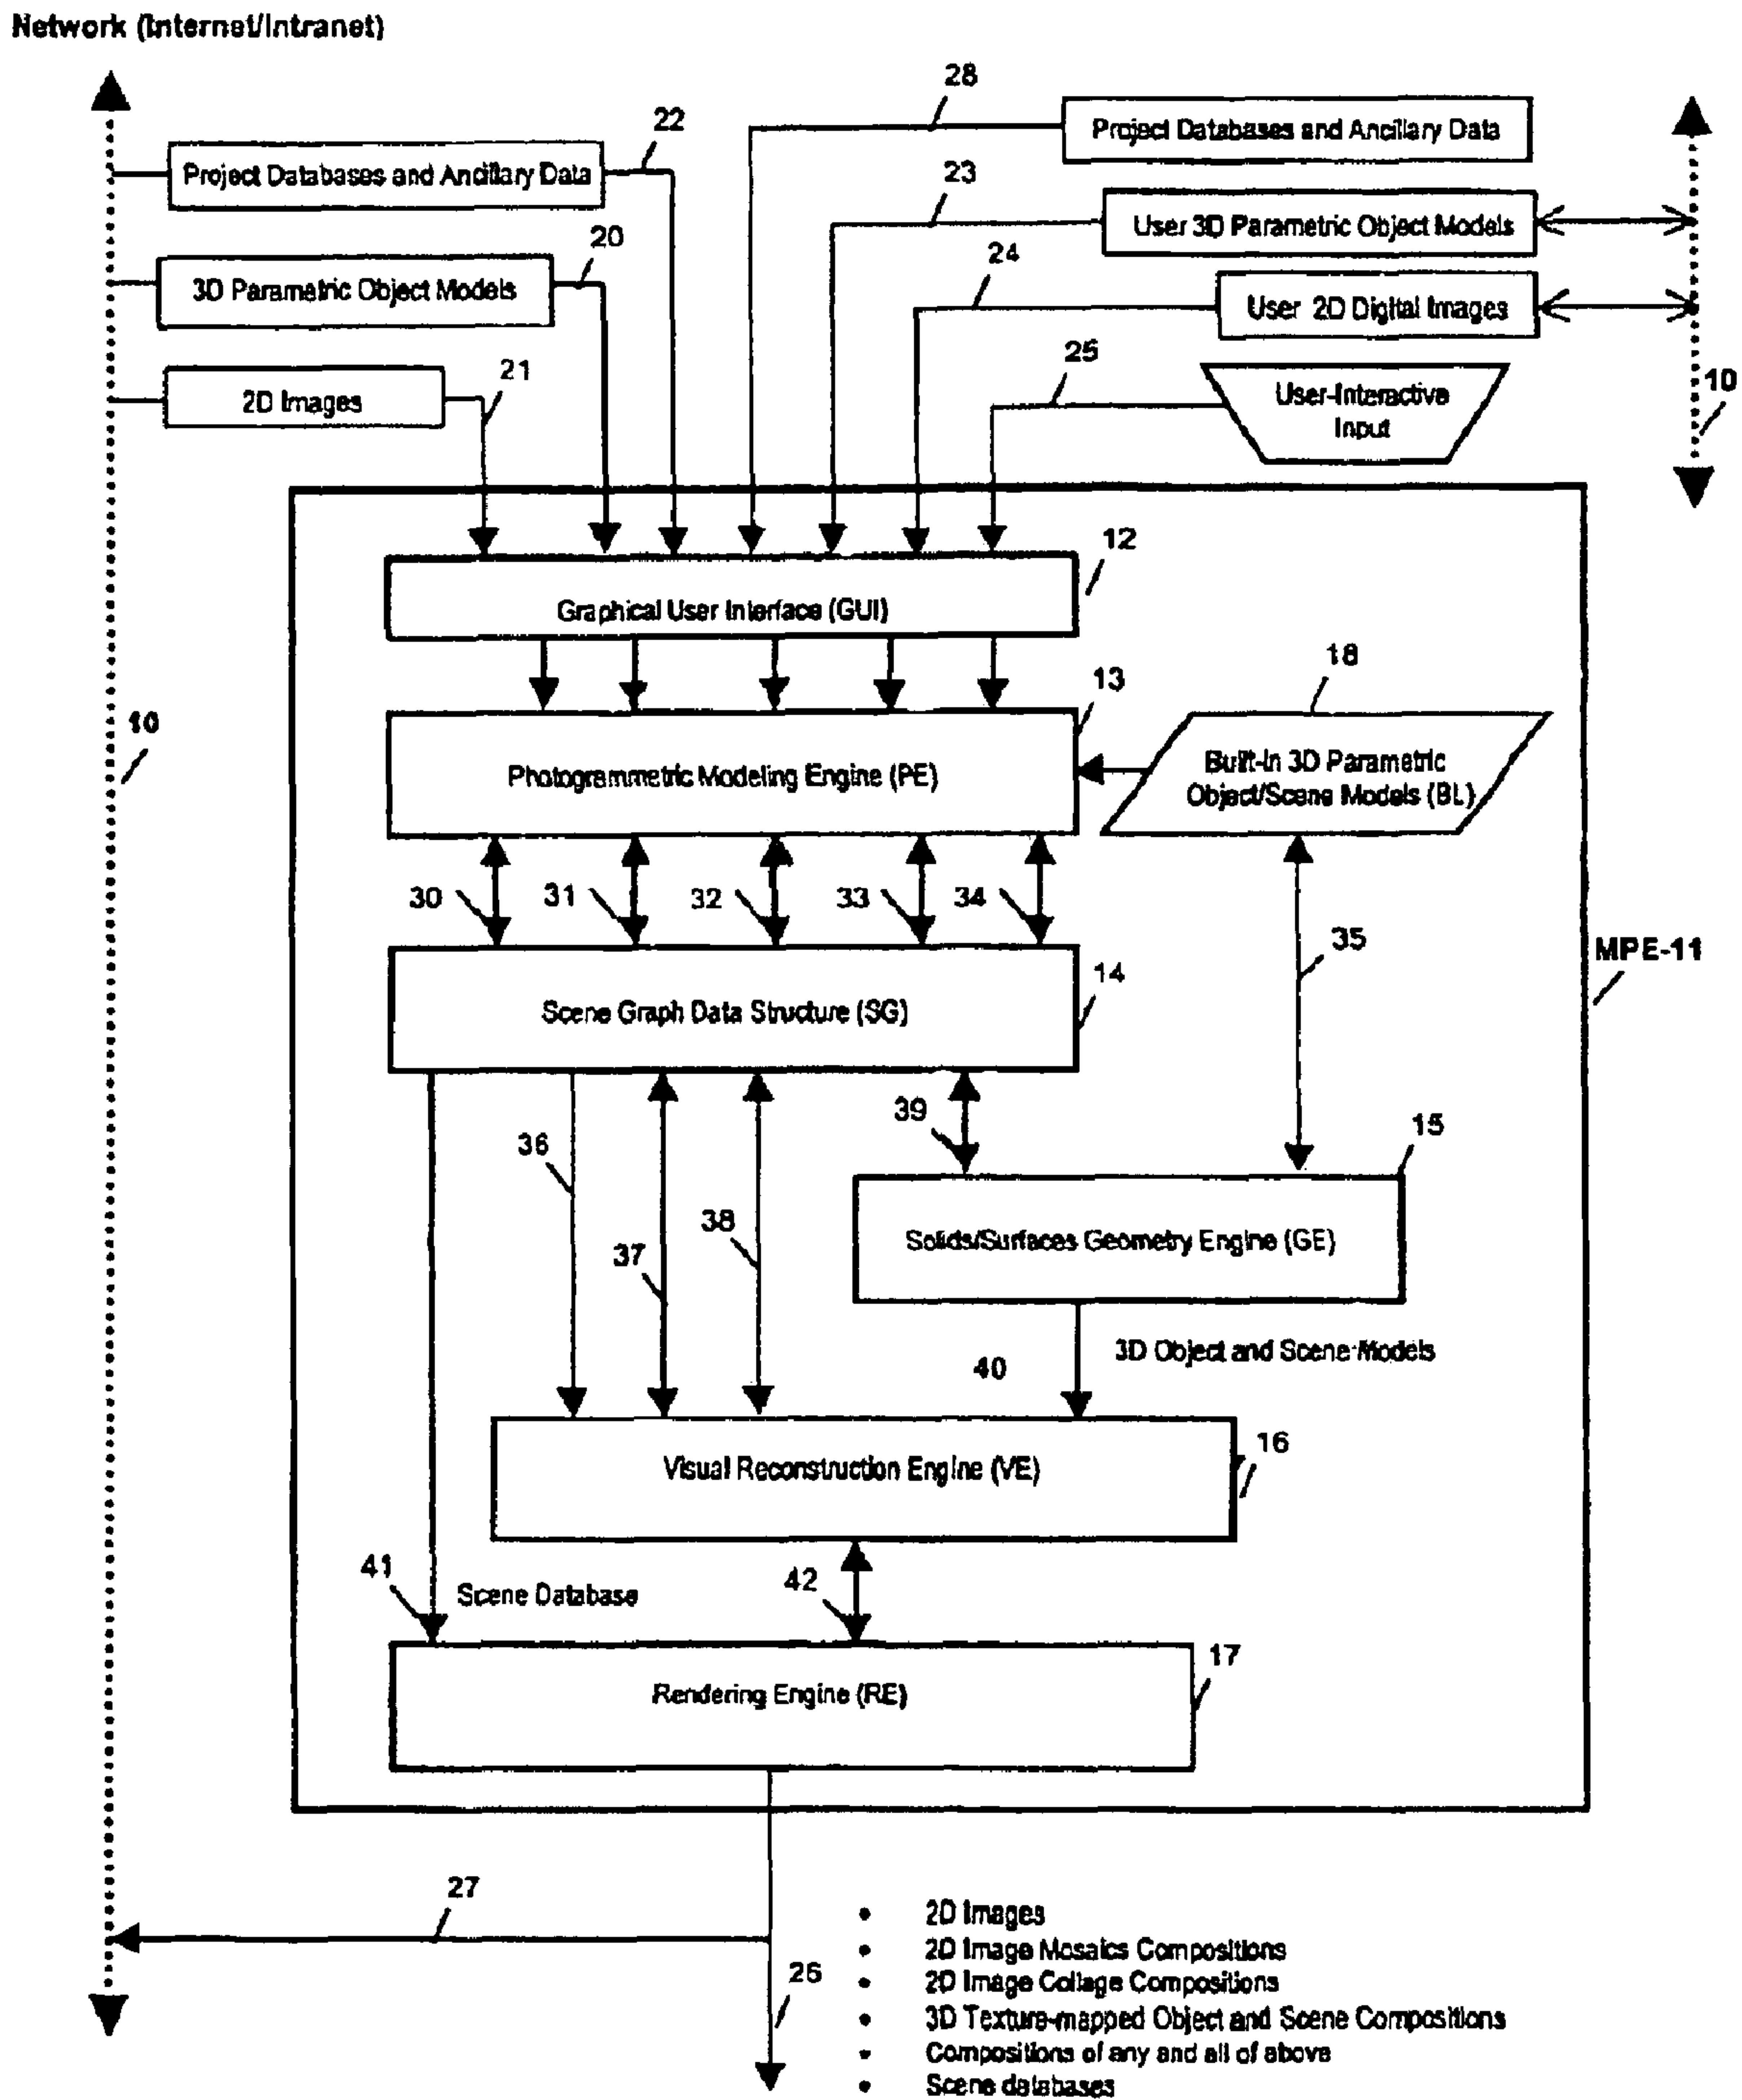 Network (Internet/Intranet)
28
Project Databases and Ancillary Data
22
Project Databases and Ancillary Data
23
User 3D Parametric Object Models
20
3D Parametric Object Models
24
User 2D Digital Images
21
2D Images
25
User-Interactive
Input
10
12
Graphical User Interface (GUI)
18
13
10
Photogrammetric Modeling Engine (PE)
Built-In 3D Parametric
Object/Scene Models (BL)
30
31
32
33
34
35
MPE-11
14
Scene Graph Data Structure (SG)
39
15
36
38
37
Solids/Surfaces Geometry Engine (GE)
40
3D Object and Scene Models
16
Visual Reconstruction Engine (VE)
41
Scene Database
42
17
Rendering Engine (RE)
27
26
• 2D Images
• 2D Image Mosaics Compositions
• 2D Image Collage Compositions
• 3D Texture-mapped Object and Scene Compositions
• Compositions of any and all of above
• Scene databases